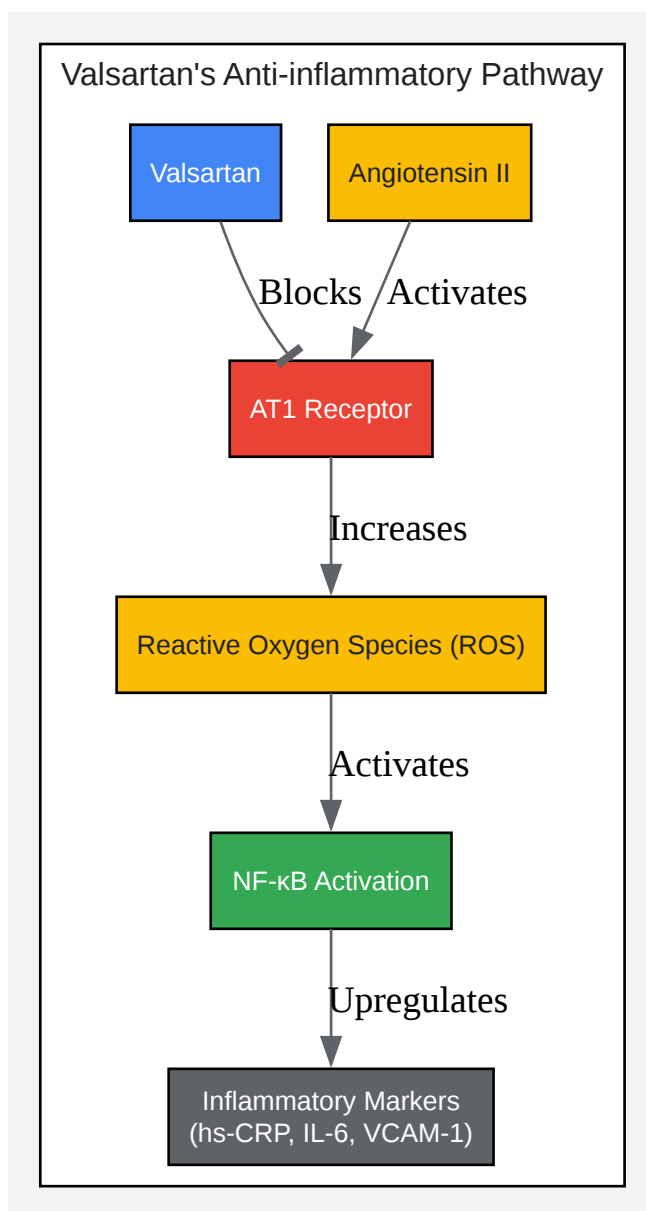 Valsartan's Anti-inflammatory Pathway
Valsartan
Angiotensin II
Blocks
Activates
AT1 Receptor
Increases
Reactive Oxygen Species (ROS)
Activates
NF-κB Activation
Upregulates
Inflammatory Markers
(hs-CRP, IL-6, VCAM-1)